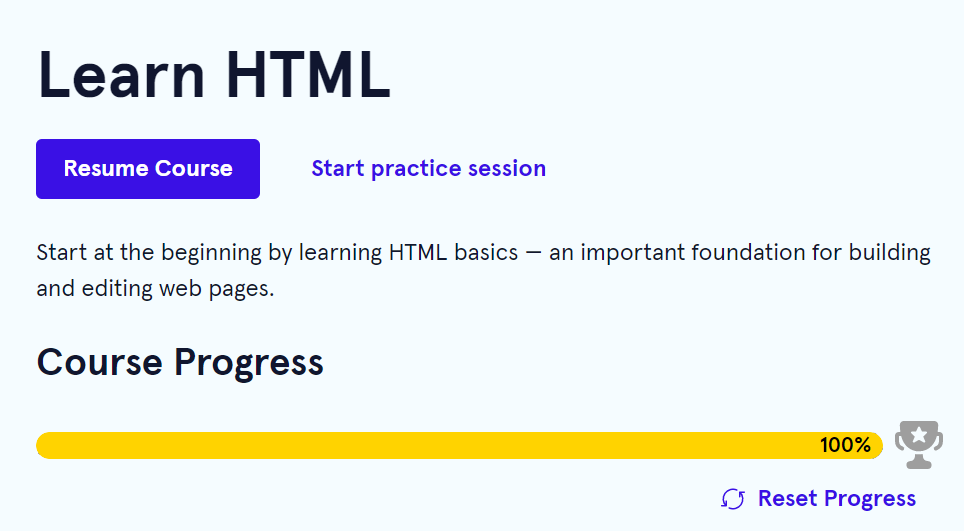 Learn HTML
Resume Course
Start practice session
Start at the beginning by learning HTML basics — an important foundation for building
and editing web pages.
Course Progress
100%
Reset Progress